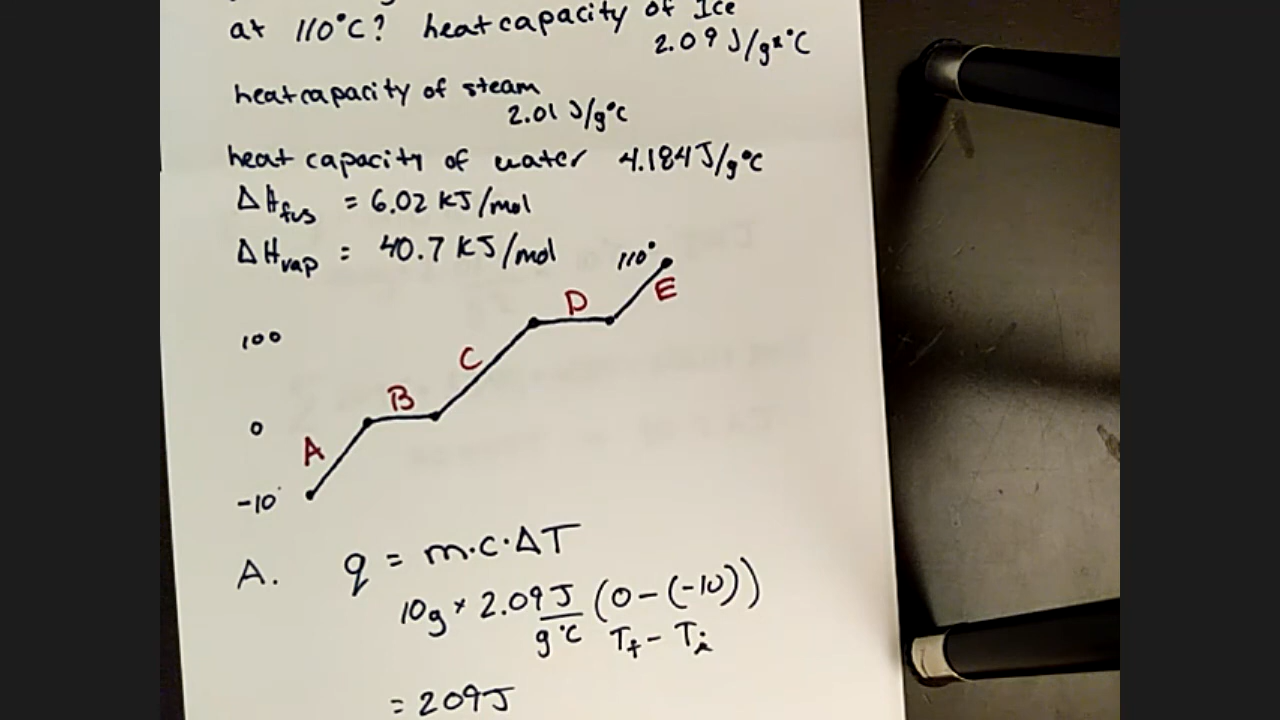 at 110°C? heat capacity of Ice
2.09 J/g*°C
heat capacity of steam
2.01 J/g°C
heat capacity of water 4.184 J/g°C
ΔHfus = 6.02 KJ/mol
ΔHvap = 40.7 KJ/mol
110°
E
D
100
C
B
0
A
-10°
A. q = m·c·ΔT
10g * 2.09 J/g°C (0 - (-10))
Tf - Ti
= 209J